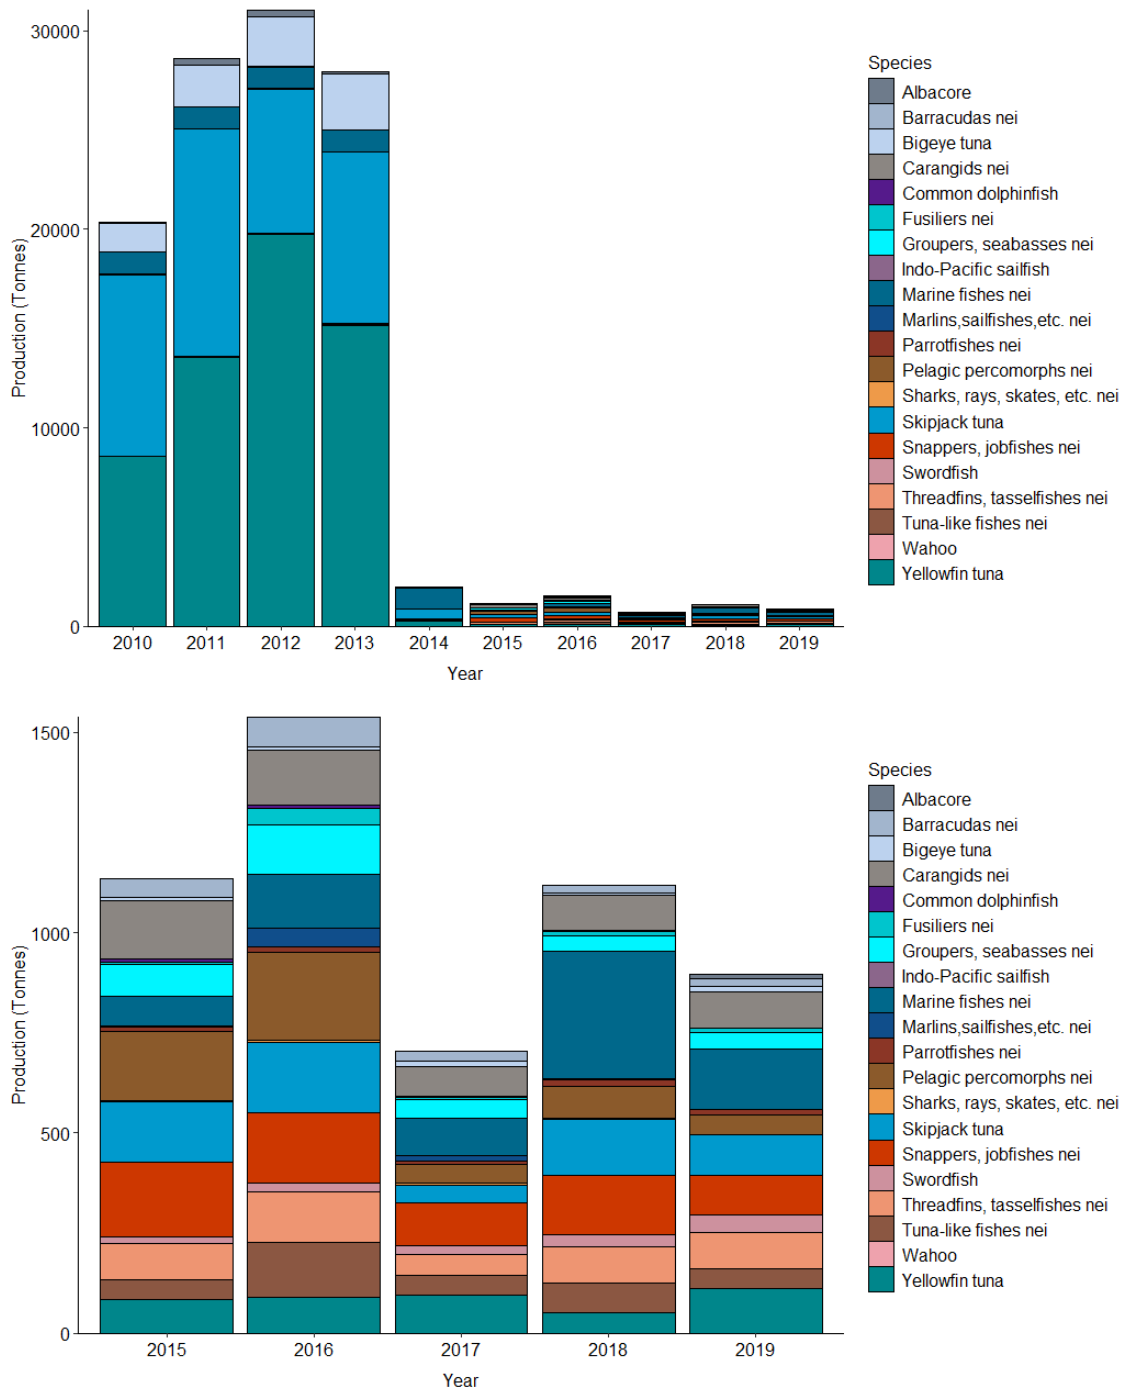 Species
Albacore
Barracudas nei
Bigeye tuna
Carangids nei
Common dolphinfish
Fusiliers nei
Groupers, seabasses nei
Indo-Pacific sailfish
Marine fishes nei
Marlins,sailfishes,etc. nei
Parrotfishes nei
Pelagic percomorphs nei
Sharks, rays, skates, etc. nei
Skipjack tuna
Snappers, jobfishes nei
Swordfish
Threadfins, tasselfishes nei
Tuna-like fishes nei
Wahoo
Yellowfin tuna
Production (Tonnes)
30000
20000
10000
0
2010 2011 2012 2013 2014 2015 2016 2017 2018 2019
Year
Species
Albacore
Barracudas nei
Bigeye tuna
Carangids nei
Common dolphinfish
Fusiliers nei
Groupers, seabasses nei
Indo-Pacific sailfish
Marine fishes nei
Marlins,sailfishes,etc. nei
Parrotfishes nei
Pelagic percomorphs nei
Sharks, rays, skates, etc. nei
Skipjack tuna
Snappers, jobfishes nei
Swordfish
Threadfins, tasselfishes nei
Tuna-like fishes nei
Wahoo
Yellowfin tuna
Production (Tonnes)
1500
1000
500
0
2015 2016 2017 2018 2019
Year